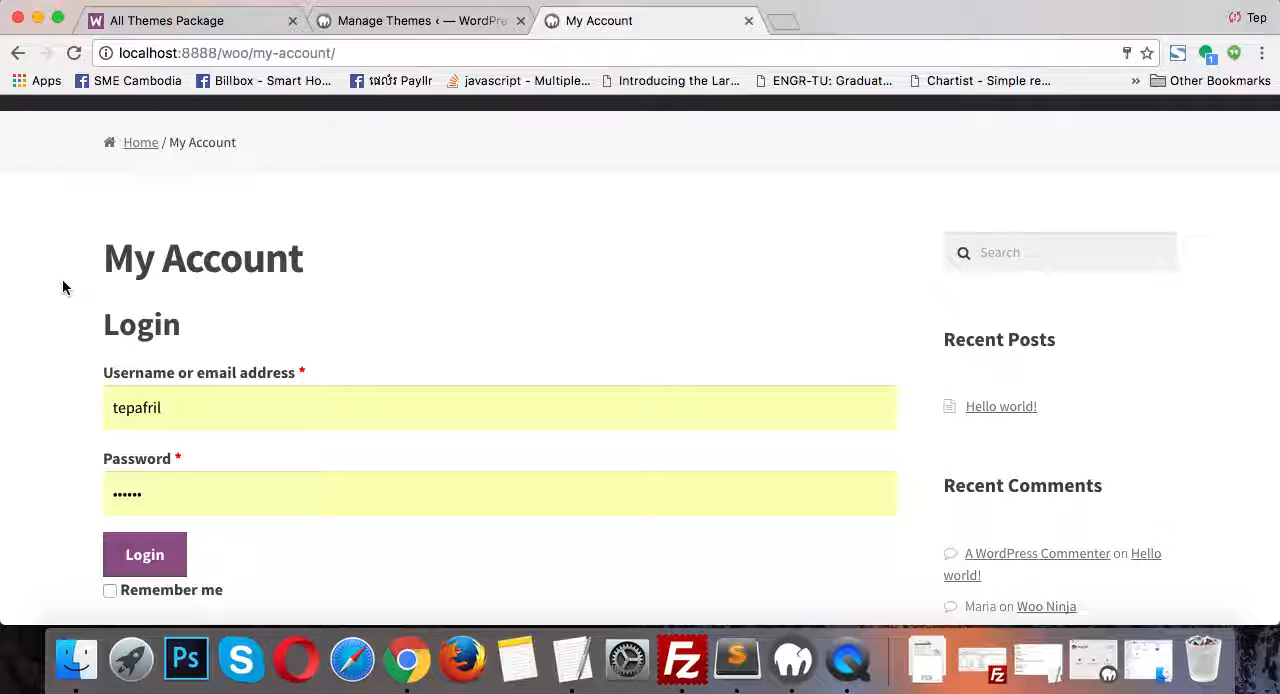 All Themes Package
Manage Themes ‹ — WordPre
My Account
Tep
localhost:8888/woo/my-account/
1
Apps
SME Cambodia
Billbox - Smart Ho...
javascript - Multiple...
Introducing the Lar...
ENGR-TU: Graduat...
Chartist - Simple re...
»
Other Bookmarks
Home / My Account
My Account
Search …
Login
Recent Posts
Username or email address *
tepafril
Hello world!
Password *
••••••
Recent Comments
Login
A WordPress Commenter on Hello
world!
Remember me
Maria on Woo Ninja
Ps
S
Fz
S